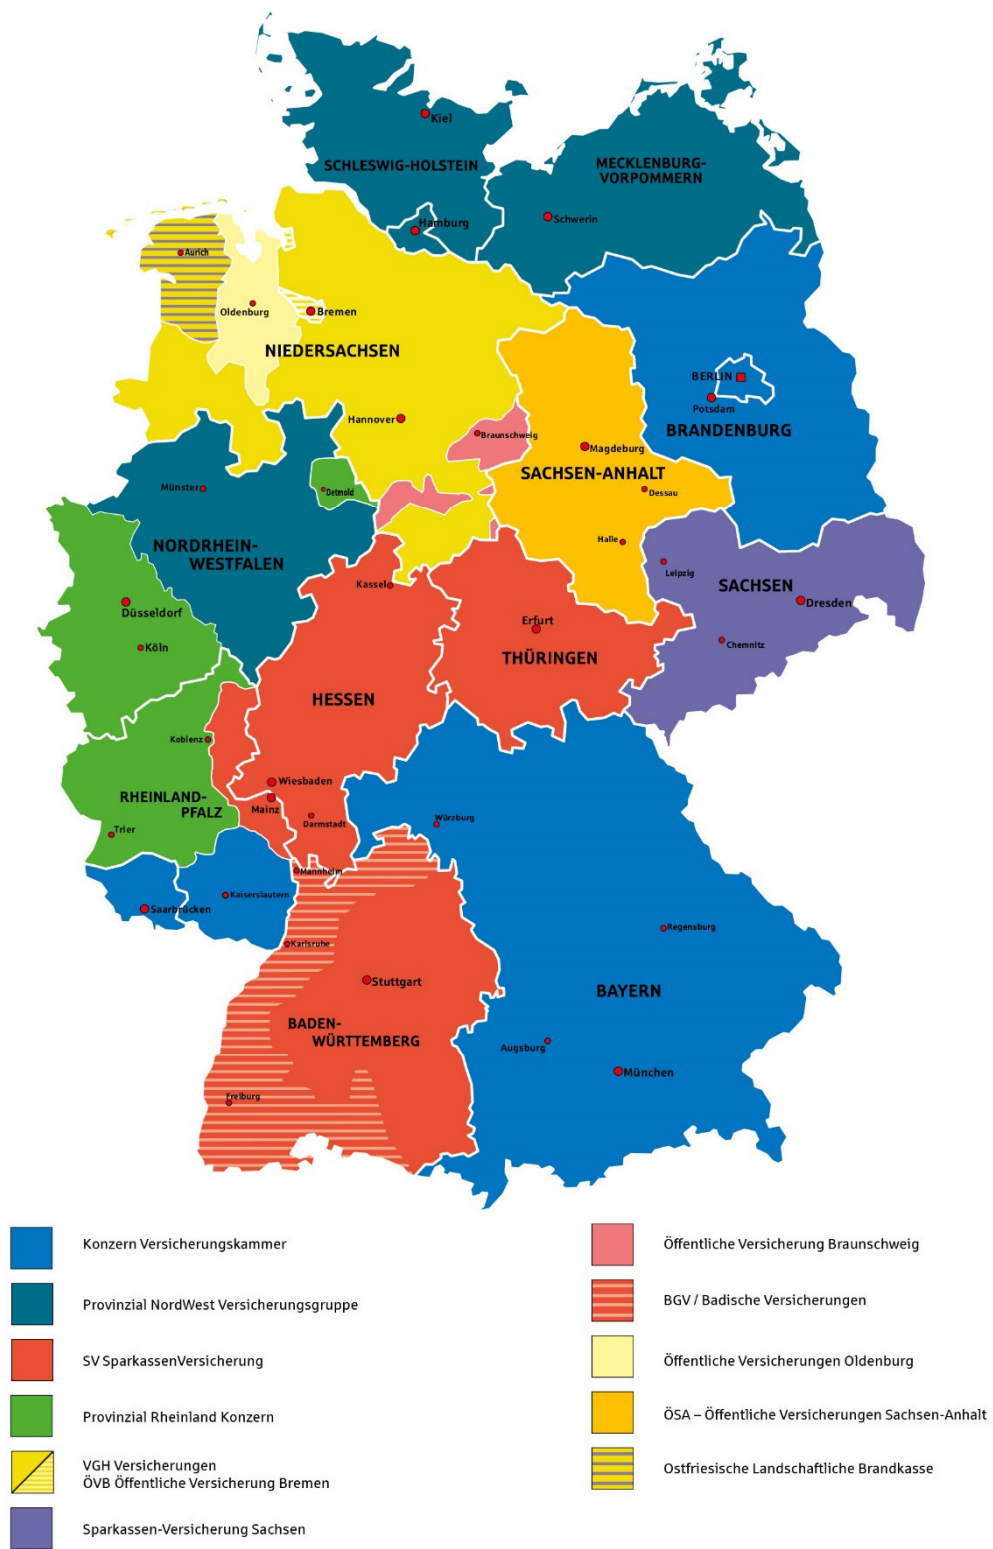 Kiel
SCHLESWIG-HOLSTEIN
MECKLENBURG-
VORPOMMERN
Hamburg
Schwerin
Aurich
Oldenburg
Bremen
NIEDERSACHSEN
BERLIN
Potsdam
BRANDENBURG
Hannover
Braunschweig
Magdeburg
SACHSEN-ANHALT
Dessau
Münster
Detmold
NORDRHEIN-
WESTFALEN
Halle
Leipzig
SACHSEN
Dresden
Kassel
Düsseldorf
Erfurt
Köln
THÜRINGEN
Chemnitz
HESSEN
Koblenz
Wiesbaden
Mainz
RHEINLAND-
PFALZ
Darmstadt
Würzburg
Trier
Mannheim
Kaiserslautern
Saarbrücken
Regensburg
Karlsruhe
Stuttgart
BAYERN
BADEN-
WÜRTTEMBERG
Augsburg
München
Freiburg
Konzern Versicherungskammer
Provinzial NordWest Versicherungsgruppe
SV SparkassenVersicherung
Provinzial Rheinland Konzern
VGH Versicherungen
ÖVB Öffentliche Versicherung Bremen
Sparkassen-Versicherung Sachsen
Öffentliche Versicherung Braunschweig
BGV / Badische Versicherungen
Öffentliche Versicherungen Oldenburg
ÖSA – Öffentliche Versicherungen Sachsen-Anhalt
Ostfriesische Landschaftliche Brandkasse